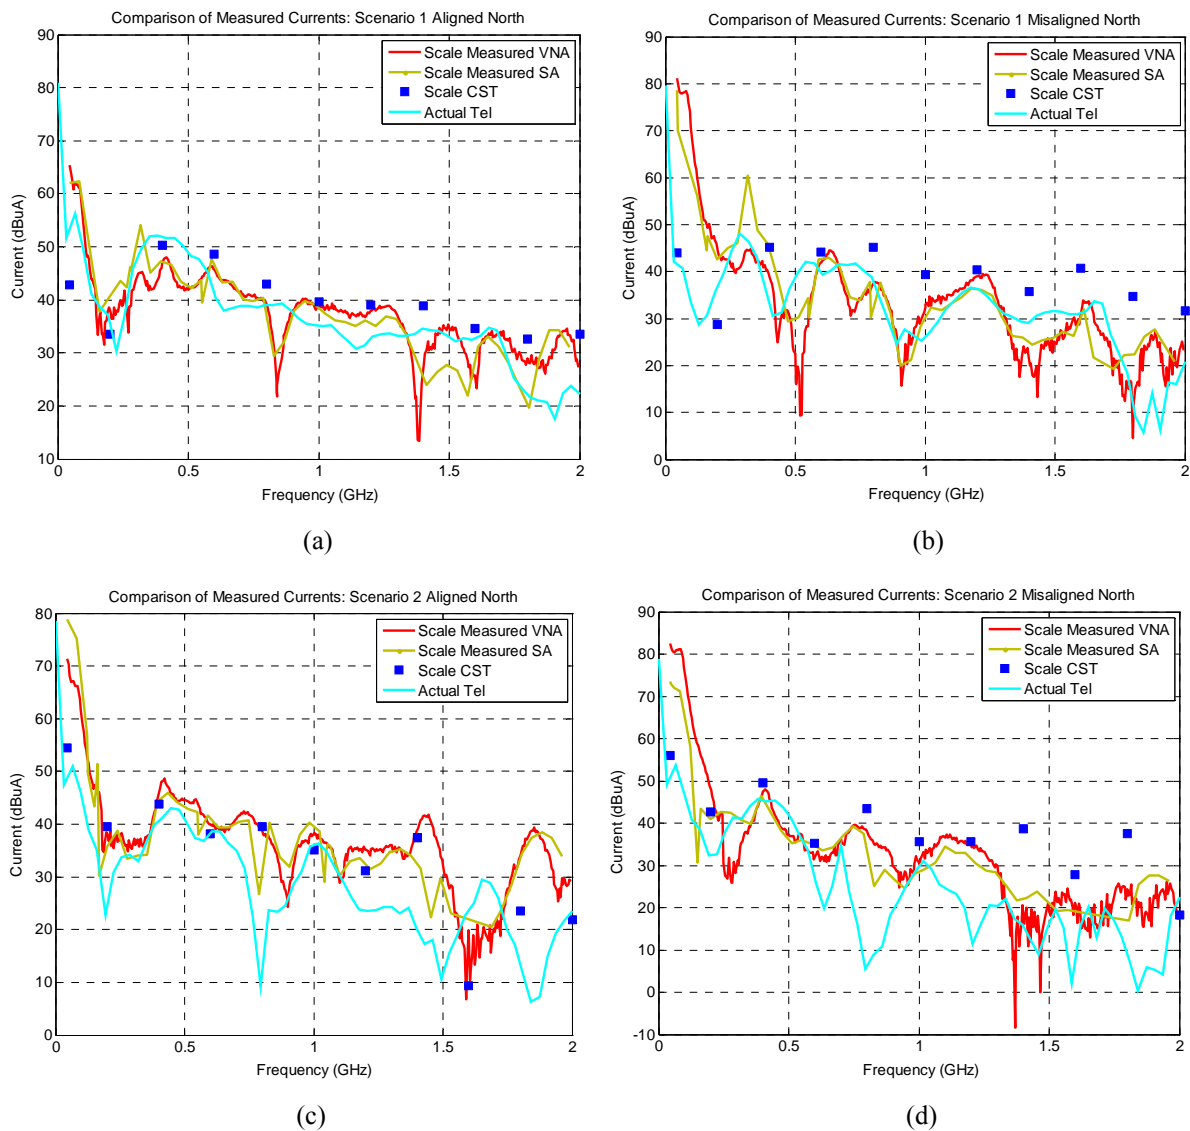 Comparison of Measured Currents: Scenario 1 Aligned North
90
80
70
60
50
40
30
20
10
Current (dBuA)
Scale Measured VNA
Scale Measured SA
Scale CST
Actual Tel
0
0.5
1
1.5
2
Frequency (GHz)
(a)
Comparison of Measured Currents: Scenario 1 Misaligned North
90
80
70
60
50
40
30
20
10
0
Current (dBuA)
Scale Measured VNA
Scale Measured SA
Scale CST
Actual Tel
0
0.5
1
1.5
2
Frequency (GHz)
(b)
Comparison of Measured Currents: Scenario 2 Aligned North
80
70
60
50
40
30
20
10
0
Current (dBuA)
Scale Measured VNA
Scale Measured SA
Scale CST
Actual Tel
0
0.5
1
1.5
2
Frequency (GHz)
(c)
Comparison of Measured Currents: Scenario 2 Misaligned North
90
80
70
60
50
40
30
20
10
0
-10
Current (dBuA)
Scale Measured VNA
Scale Measured SA
Scale CST
Actual Tel
0
0.5
1
1.5
2
Frequency (GHz)
(d)